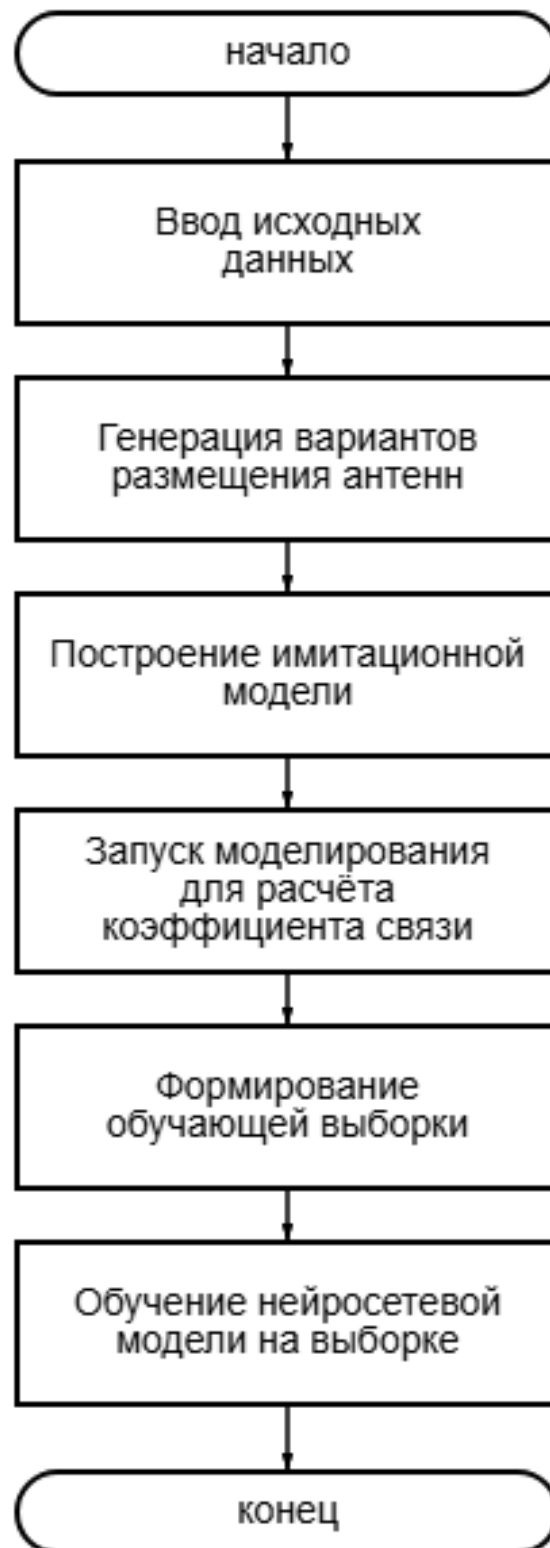 начало
Ввод исходных
данных
Генерация вариантов
размещения антенн
Построение имитационной
модели
Запуск моделирования
для расчёта
коэффициента связи
Формирование
обучающей выборки
Обучение нейросетевой
модели на выборке
конец